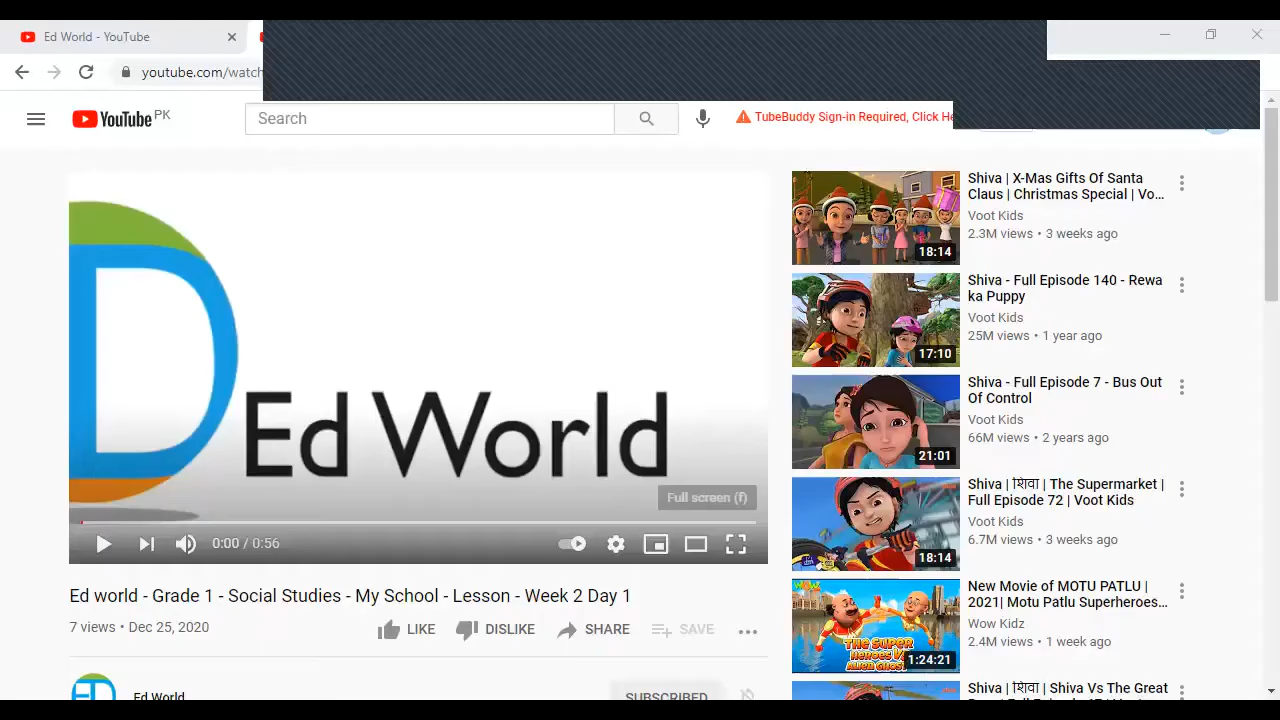 Ed World - YouTube
youtube.com/watch
YouTube PK
Search
TubeBuddy Sign-in Required, Click He
Ed World
Full screen (f)
0:00 / 0:56
Ed world - Grade 1 - Social Studies - My School - Lesson - Week 2 Day 1
7 views • Dec 25, 2020
LIKE
DISLIKE
SHARE
SAVE
ED
Ed World
SUBSCRIBED
18:14
Shiva | X-Mas Gifts Of Santa
Claus | Christmas Special | Vo...
Voot Kids
2.3M views • 3 weeks ago
17:10
Shiva - Full Episode 140 - Rewa
ka Puppy
Voot Kids
25M views • 1 year ago
21:01
Shiva - Full Episode 7 - Bus Out
Of Control
Voot Kids
66M views • 2 years ago
18:14
Shiva | शिवा | The Supermarket |
Full Episode 72 | Voot Kids
Voot Kids
6.7M views • 3 weeks ago
WOW
THE SUPER
HEROES V
ALIEN GHOS
1:24:21
New Movie of MOTU PATLU |
2021| Motu Patlu Superheroes...
Wow Kidz
2.4M views • 1 week ago
Shiva | शिवा | Shiva Vs The Great